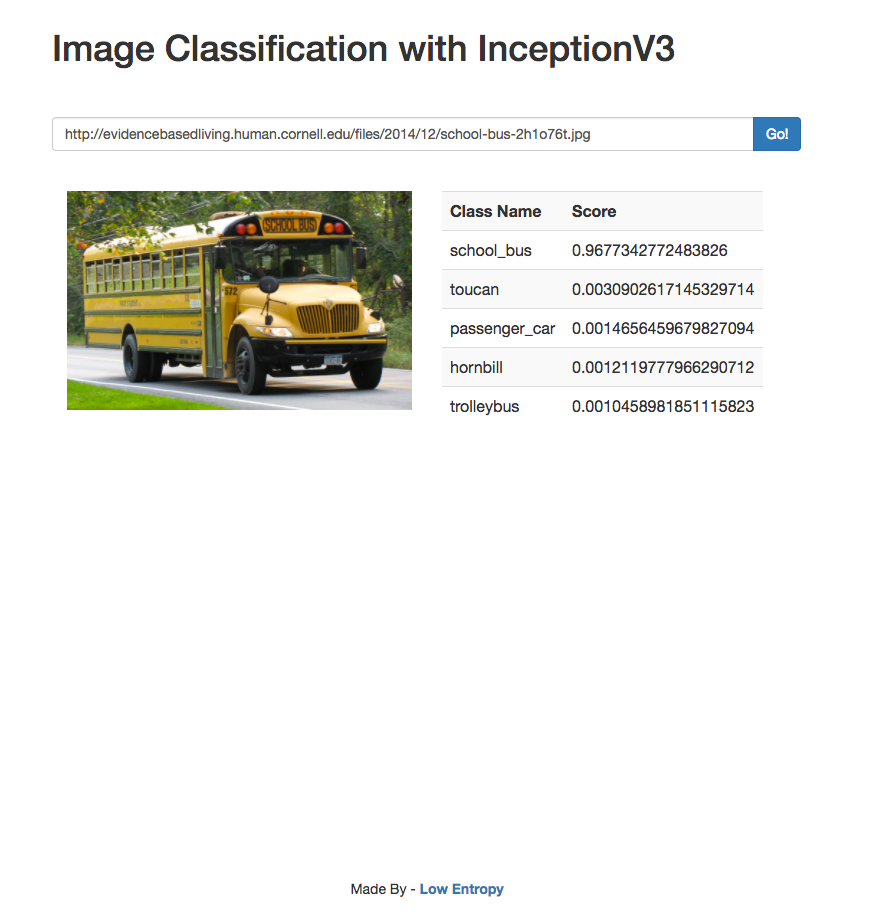 Image Classification with InceptionV3
http://evidencebasedliving.human.cornell.edu/files/2014/12/school-bus-2h1o76t.jpg Go!
SCHOOL BUS
572
Class Name Score
school_bus 0.9677342772483826
toucan 0.0030902617145329714
passenger_car 0.0014656459679827094
hornbill 0.0012119777966290712
trolleybus 0.0010458981851115823
Made By - Low Entropy